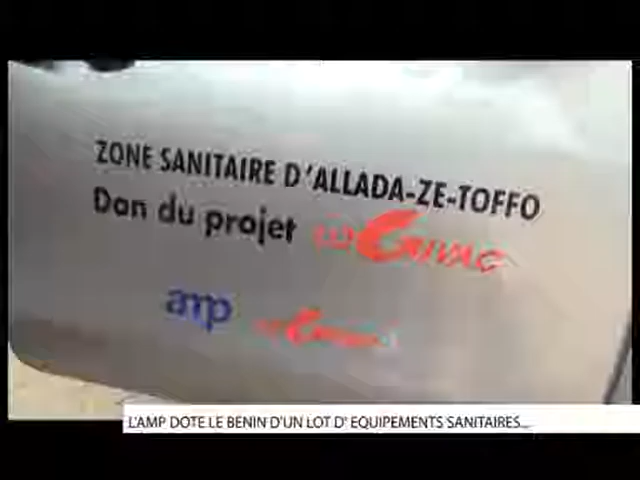 ZONE SANITAIRE D'ALLADA-ZE-TOFFO
Don du projet
amp
L'AMP DOTE LE BENIN D'UN LOT D' EQUIPEMENTS SANITAIRES...